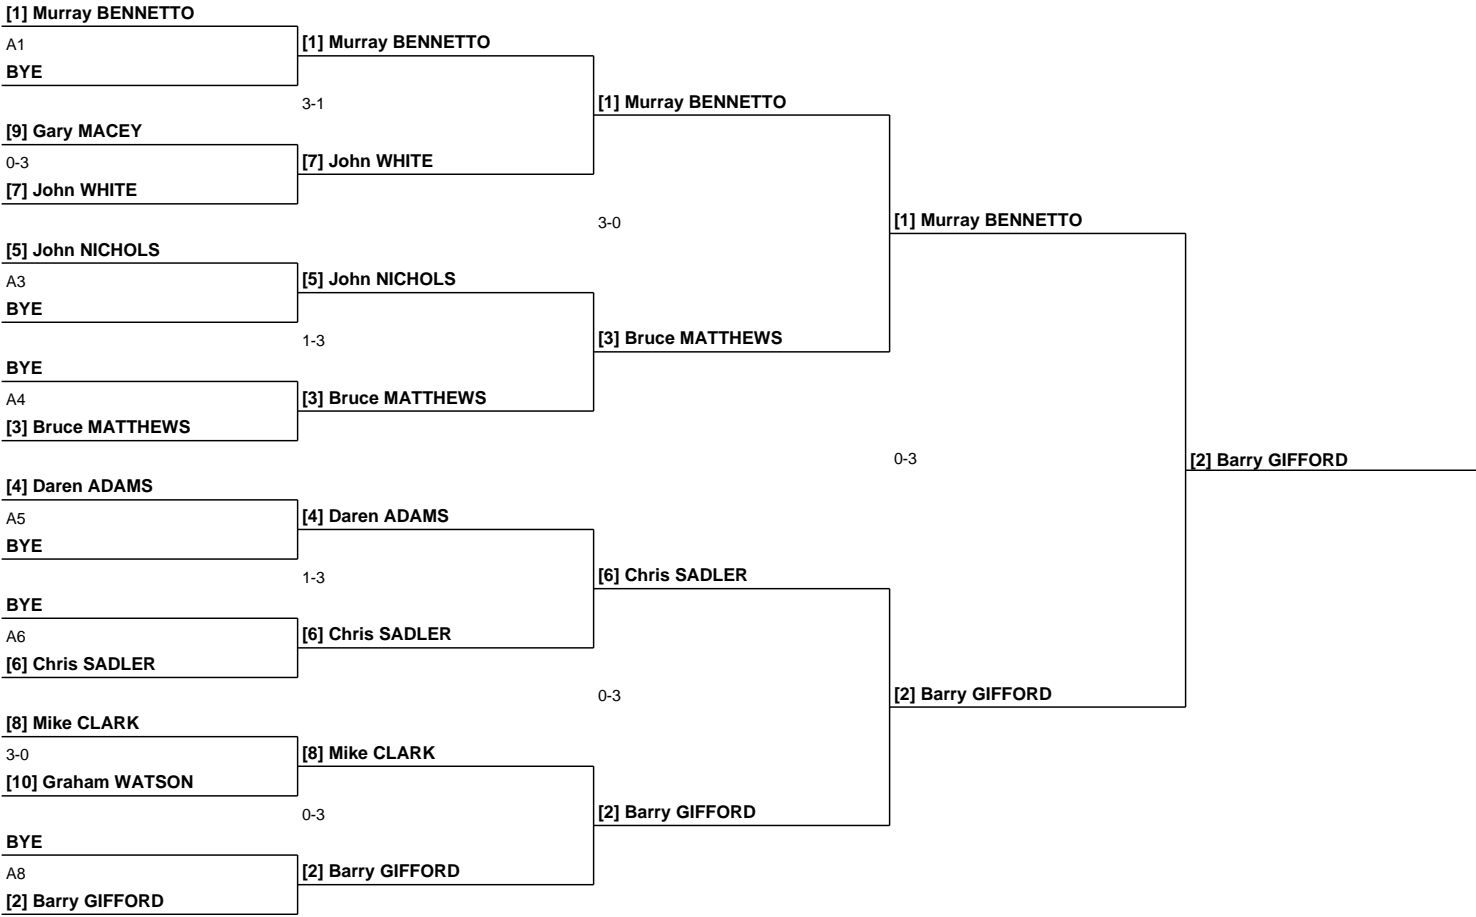 [1] Murray BENNETTO
A1
BYE
[9] Gary MACEY
0-3
[7] John WHITE
[5] John NICHOLS
A3
BYE
BYE
A4
[3] Bruce MATTHEWS
[4] Daren ADAMS
A5
BYE
BYE
A6
[6] Chris SADLER
[8] Mike CLARK
3-0
[10] Graham WATSON
BYE
A8
[2] Barry GIFFORD
[1] Murray BENNETTO
3-1
[7] John WHITE
[5] John NICHOLS
1-3
[3] Bruce MATTHEWS
[4] Daren ADAMS
1-3
[6] Chris SADLER
[8] Mike CLARK
0-3
[2] Barry GIFFORD
[1] Murray BENNETTO
3-0
[3] Bruce MATTHEWS
[6] Chris SADLER
0-3
[2] Barry GIFFORD
[1] Murray BENNETTO
0-3
[2] Barry GIFFORD
[2] Barry GIFFORD